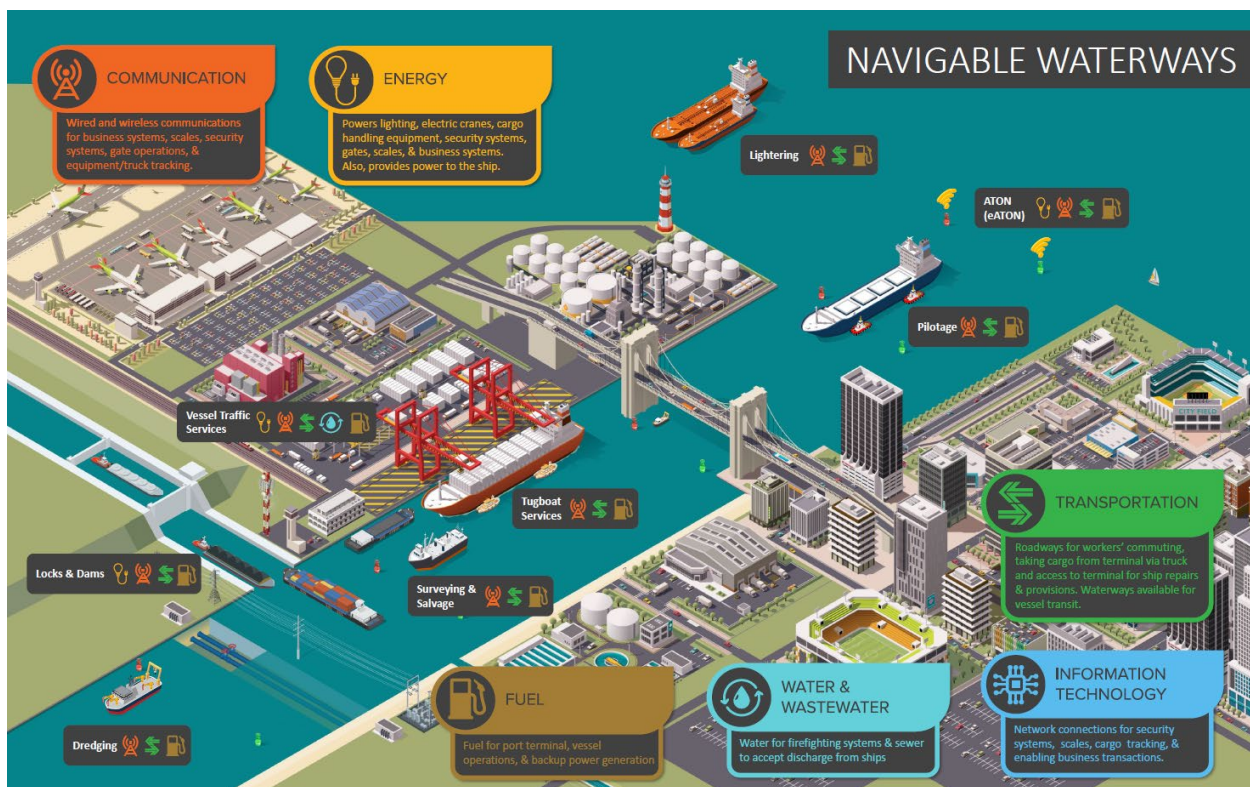 NAVIGABLE WATERWAYS
COMMUNICATION
Wired and wireless communications
for business systems, scales, security
systems, gate operations, &
equipment/truck tracking.
ENERGY
Powers lighting, electric cranes, cargo
handling equipment, security systems,
gates, scales, & business systems.
Also, provides power to the ship.
Lightering
ATON
(eATON)
Pilotage
Vessel Traffic
Services
Tugboat
Services
Locks & Dams
Surveying &
Salvage
Dredging
CITY FIELD
TRANSPORTATION
Roadways for workers' commuting,
taking cargo from terminal via truck
and access to terminal for ship repairs
& provisions. Waterways available for
vessel transit.
FUEL
Fuel for port terminal, vessel
operations, & backup power generation
WATER &
WASTEWATER
Water for firefighting systems & sewer
to accept discharge from ships
INFORMATION
TECHNOLOGY
Network connections for security
systems, scales, cargo tracking, &
enabling business transactions.